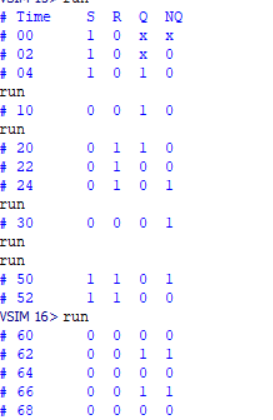 VSIM 15> run
# Time S R Q NQ
# 00 1 0 x x
# 02 1 0 x 0
# 04 1 0 1 0
run
# 10 0 0 1 0
run
# 20 0 1 1 0
# 22 0 1 0 0
# 24 0 1 0 1
run
# 30 0 0 0 1
run
run
# 50 1 1 0 1
# 52 1 1 0 0
VSIM 16> run
# 60 0 0 0 0
# 62 0 0 1 1
# 64 0 0 0 0
# 66 0 0 1 1
# 68 0 0 0 0